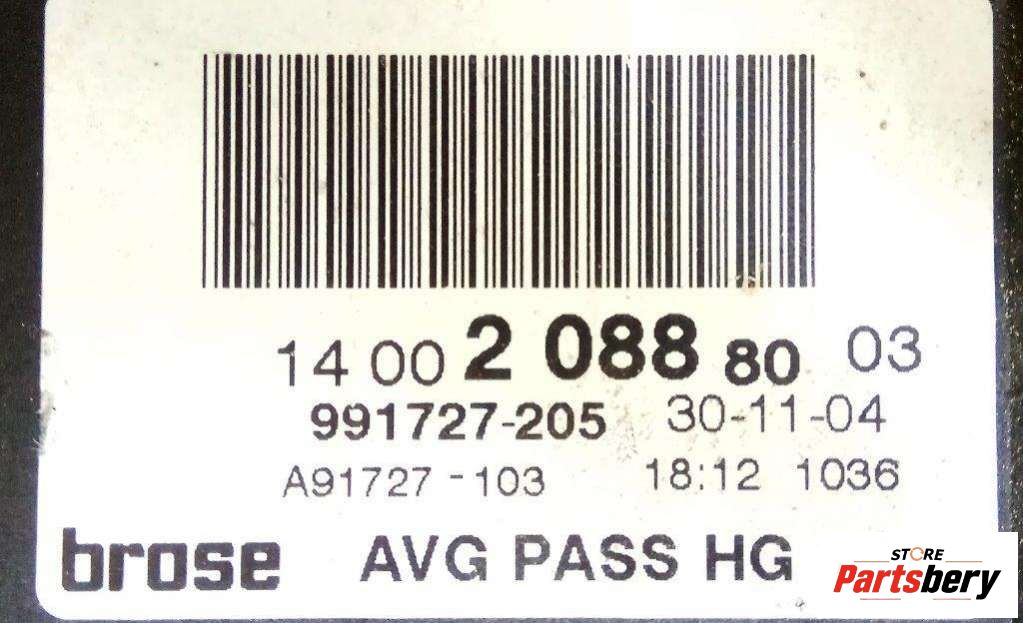 14 00 2 088 80 03
991727-205 30-11-04
A91727 - 103 18:12 1036
brose AVG PASS HG
STORE
Partsbery